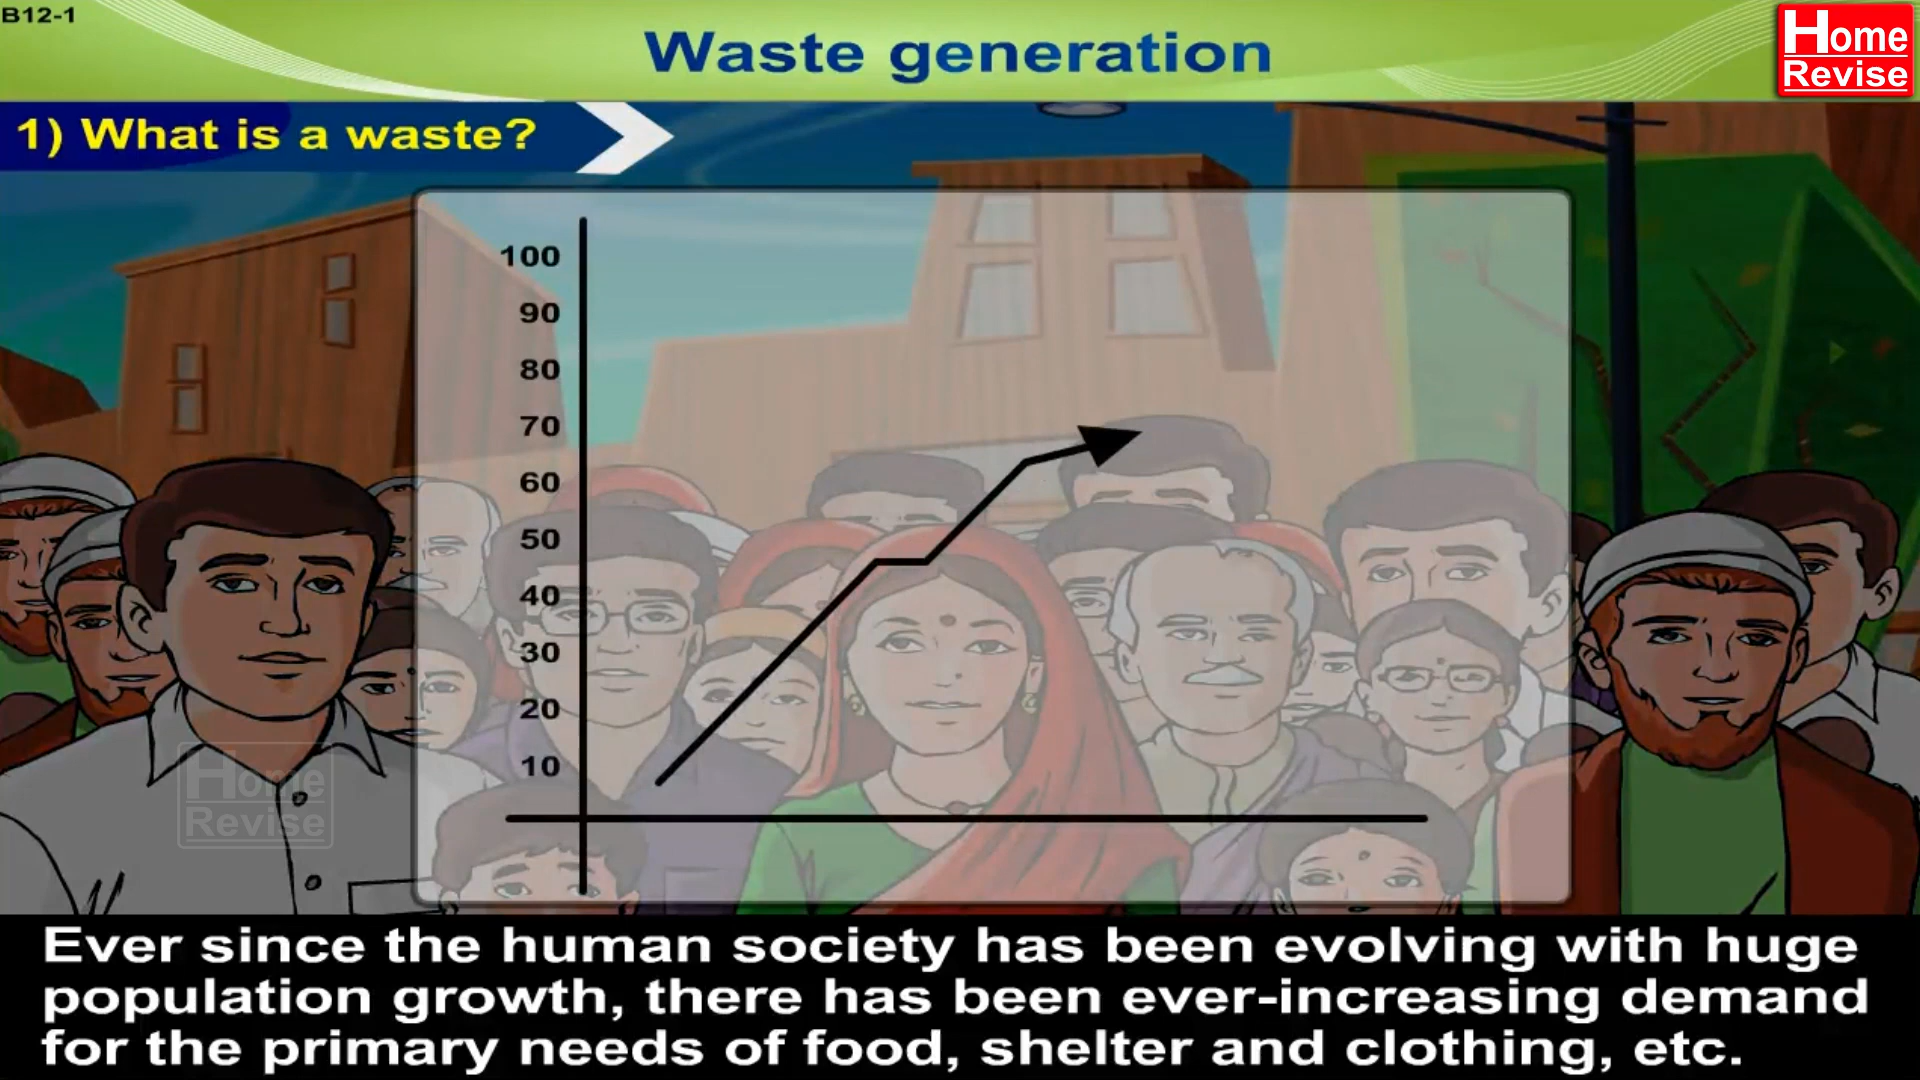 B12-1
Waste generation
Home
Revise
1) What is a waste?
100
90
80
70
60
50
40
30
20
10
Home
Revise
Ever since the human society has been evolving with huge
population growth, there has been ever-increasing demand
for the primary needs of food, shelter and clothing, etc.